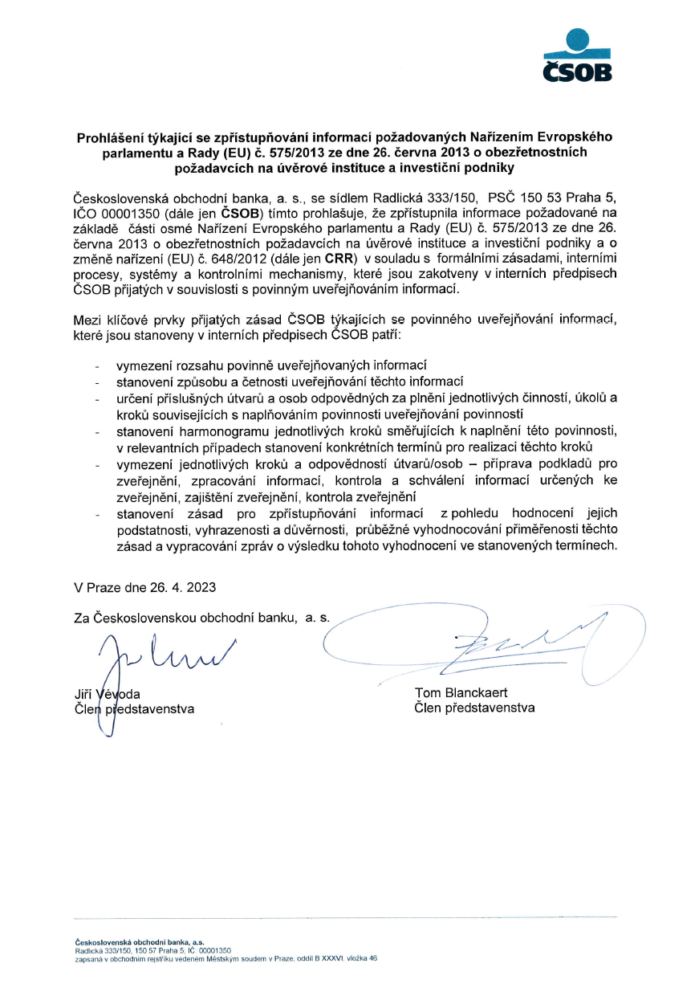 ČSOB
Prohlášení týkající se zpřístupňování informací požadovaných Nařízením Evropského
parlamentu a Rady (EU) č. 575/2013 ze dne 26. června 2013 o obezřetnostních
požadavcích na úvěrové instituce a investiční podniky
Československá obchodní banka, a. s., se sídlem Radlická 333/150, PSČ 150 53 Praha 5,
IČO 00001350 (dále jen ČSOB) tímto prohlašuje, že zpřístupnila informace požadované na
základě části osmé Nařízení Evropského parlamentu a Rady (EU) č. 575/2013 ze dne 26.
června 2013 o obezřetnostních požadavcích na úvěrové instituce a investiční podniky a o
změně nařízení (EU) č. 648/2012 (dále jen CRR) v souladu s formálními zásadami, interními
procesy, systémy a kontrolními mechanismy, které jsou zakotveny v interních předpisech
ČSOB přijatých v souvislosti s povinným uveřejňováním informací.
Mezi klíčové prvky přijatých zásad ČSOB týkajících se povinného uveřejňování informací,
které jsou stanoveny v interních předpisech ČSOB patří:
- vymezení rozsahu povinně uveřejňovaných informací
- stanovení způsobu a četnosti uveřejňování těchto informací
- určení příslušných útvarů a osob odpovědných za plnění jednotlivých činností, úkolů a
kroků souvisejících s naplňováním povinnosti uveřejňování povinností
- stanovení harmonogramu jednotlivých kroků směřujících k naplnění této povinnosti,
v relevantních případech stanovení konkrétních termínů pro realizaci těchto kroků
- vymezení jednotlivých kroků a odpovědností útvarů/osob – příprava podkladů pro
zveřejnění, zpracování informací, kontrola a schválení informací určených ke
zveřejnění, zajištění zveřejnění, kontrola zveřejnění
- stanovení zásad pro zpřístupňování informací z pohledu hodnocení jejich
podstatnosti, vyhrazenosti a důvěrnosti, průběžné vyhodnocování přiměřenosti těchto
zásad a vypracování zpráv o výsledku tohoto vyhodnocení ve stanovených termínech.
V Praze dne 26. 4. 2023
Za Československou obchodní banku, a. s.
Jiří Vévoda
Tom Blanckaert
Člen představenstva
Člen představenstva
Československá obchodní banka, a.s.
Radlická 333/150, 150 57 Praha 5; IČ: 00001350
zapsaná v obchodním rejstříku vedeném Městským soudem v Praze, oddíl B XXXVI, vložka 46